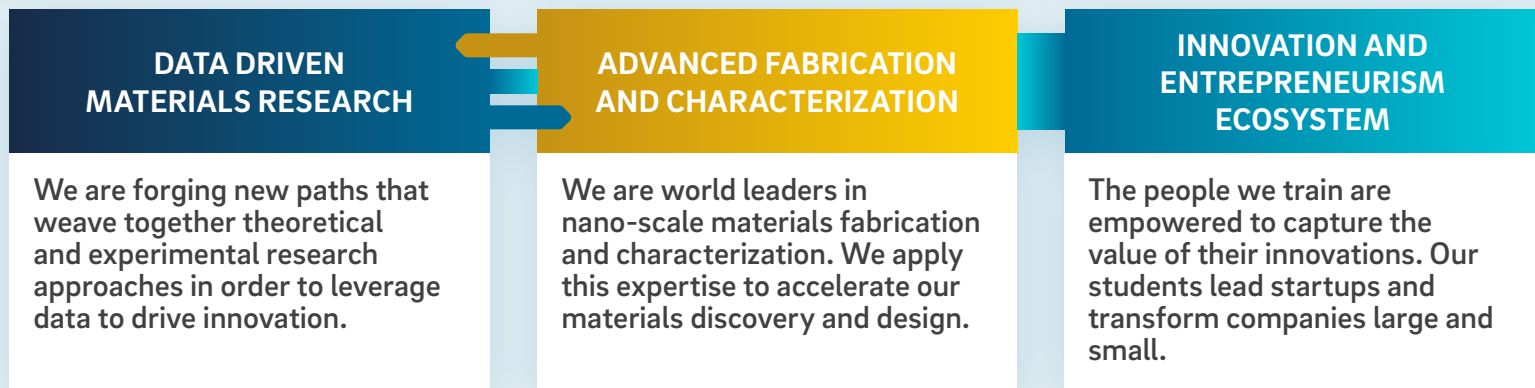 DATA DRIVEN
MATERIALS RESEARCH
We are forging new paths that
weave together theoretical
and experimental research
approaches in order to leverage
data to drive innovation.
ADVANCED FABRICATION
AND CHARACTERIZATION
We are world leaders in
nano-scale materials fabrication
and characterization. We apply
this expertise to accelerate our
materials discovery and design.
INNOVATION AND
ENTREPRENEURISM
ECOSYSTEM
The people we train are
empowered to capture the
value of their innovations. Our
students lead startups and
transform companies large and
small.